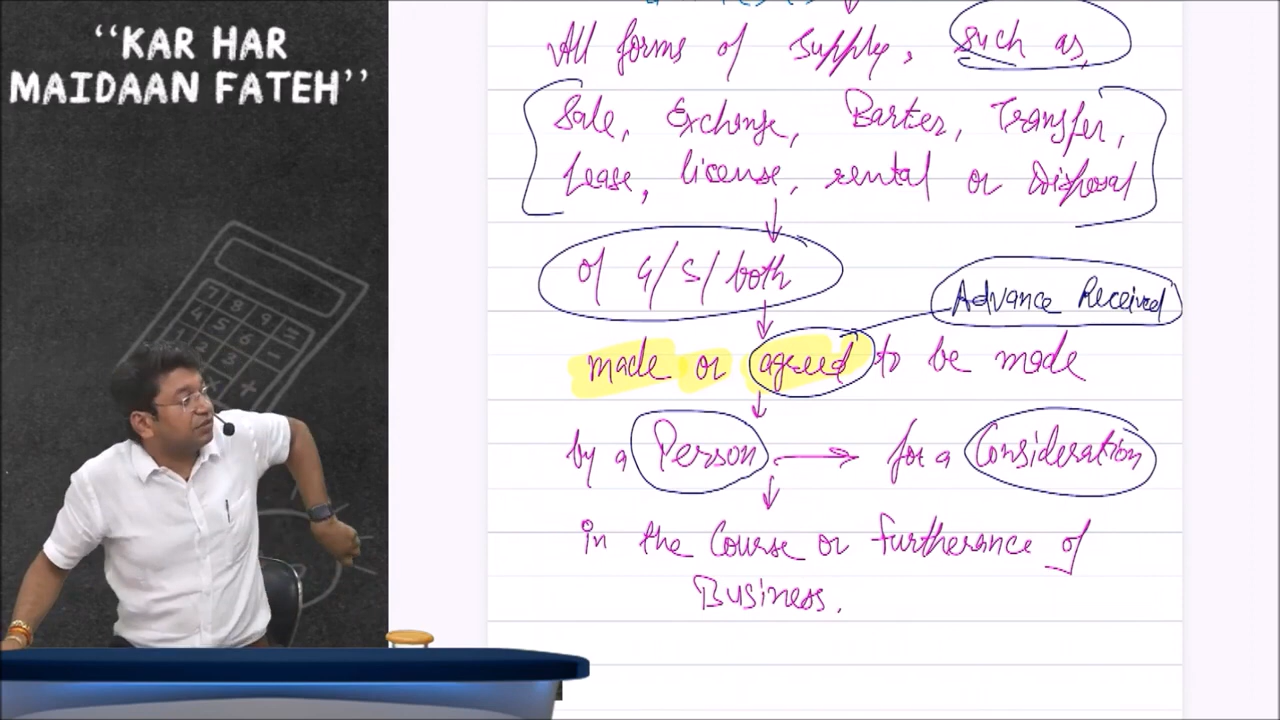 “KAR HAR
MAIDAAN FATEH”
All forms of supply, such as,
Sale, Exchange, Barter, Transfer,
Lease, license, rental or Disposal
of G/S/both
Advance Received
made or agreed to be made
by a Person → for a Consideration
in the Course or furtherance of
Business.